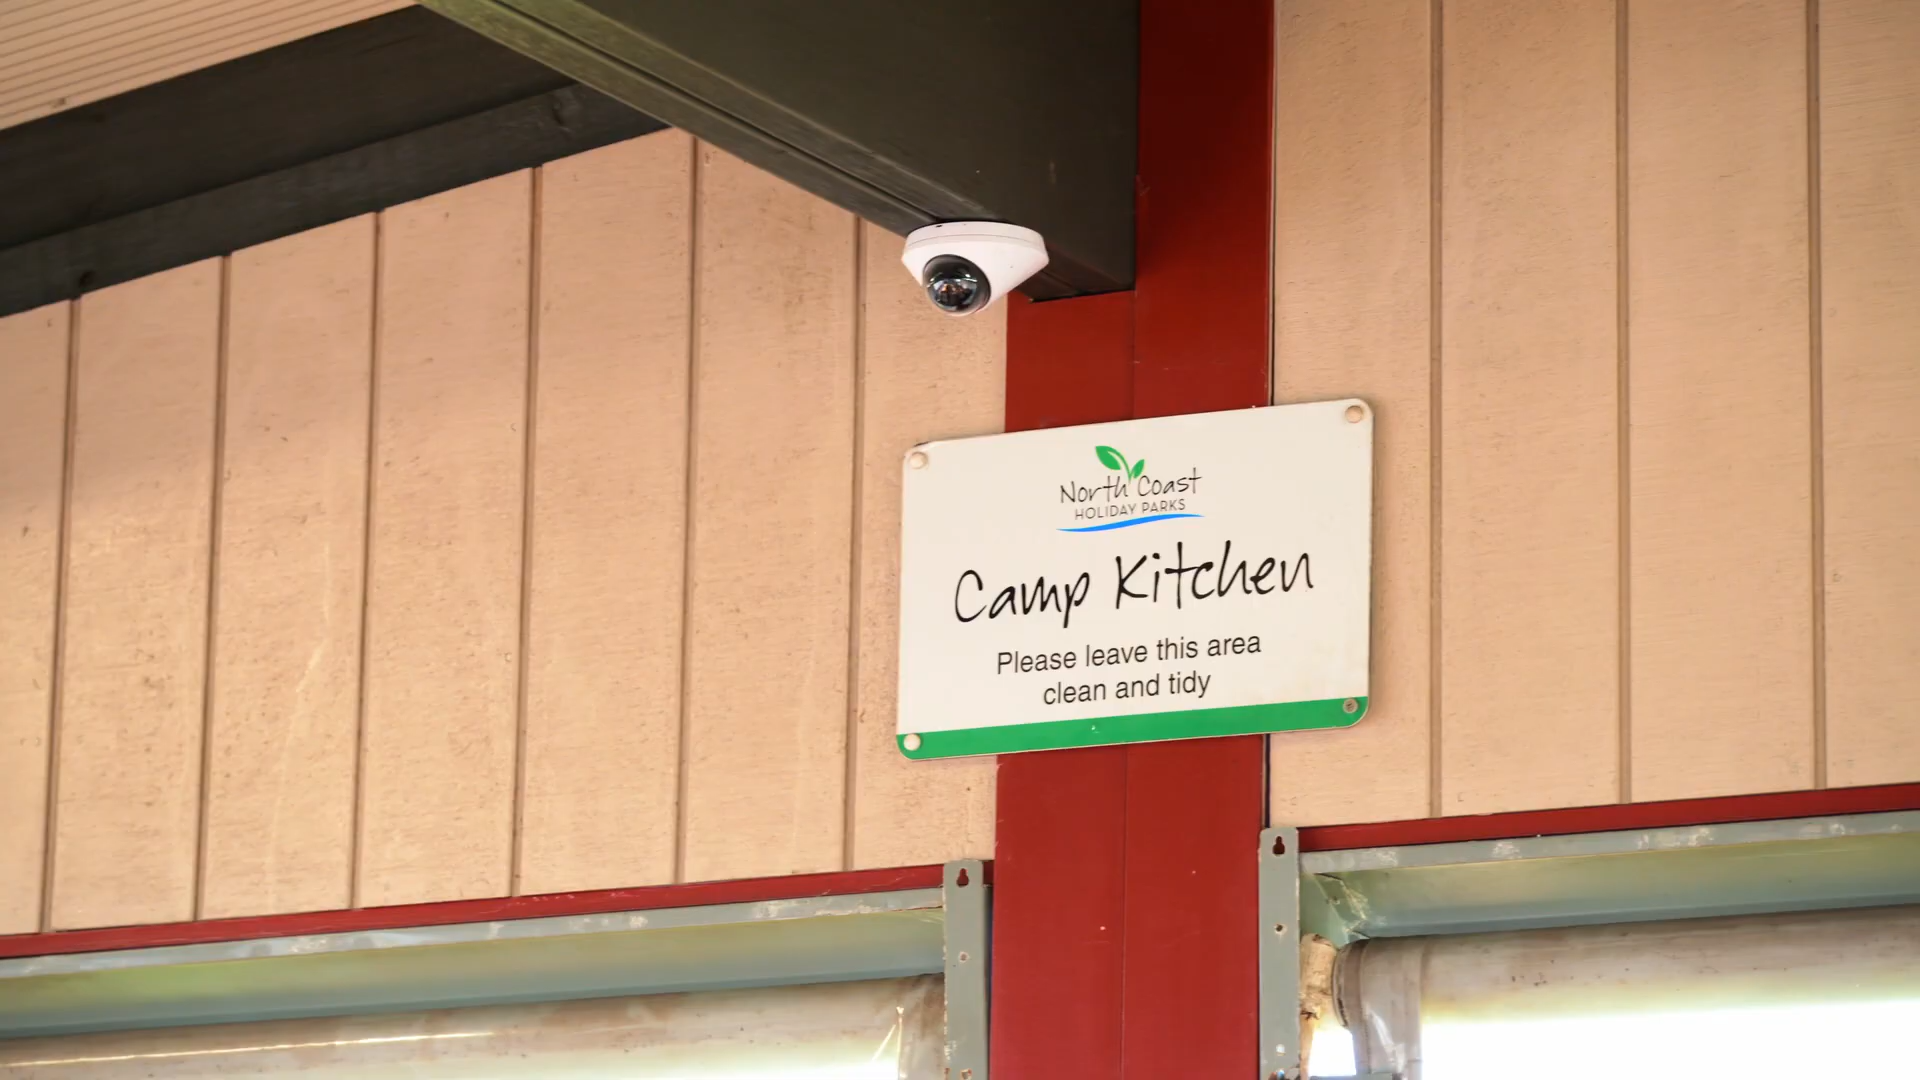 North Coast
HOLIDAY PARKS
Camp Kitchen
Please leave this area
clean and tidy